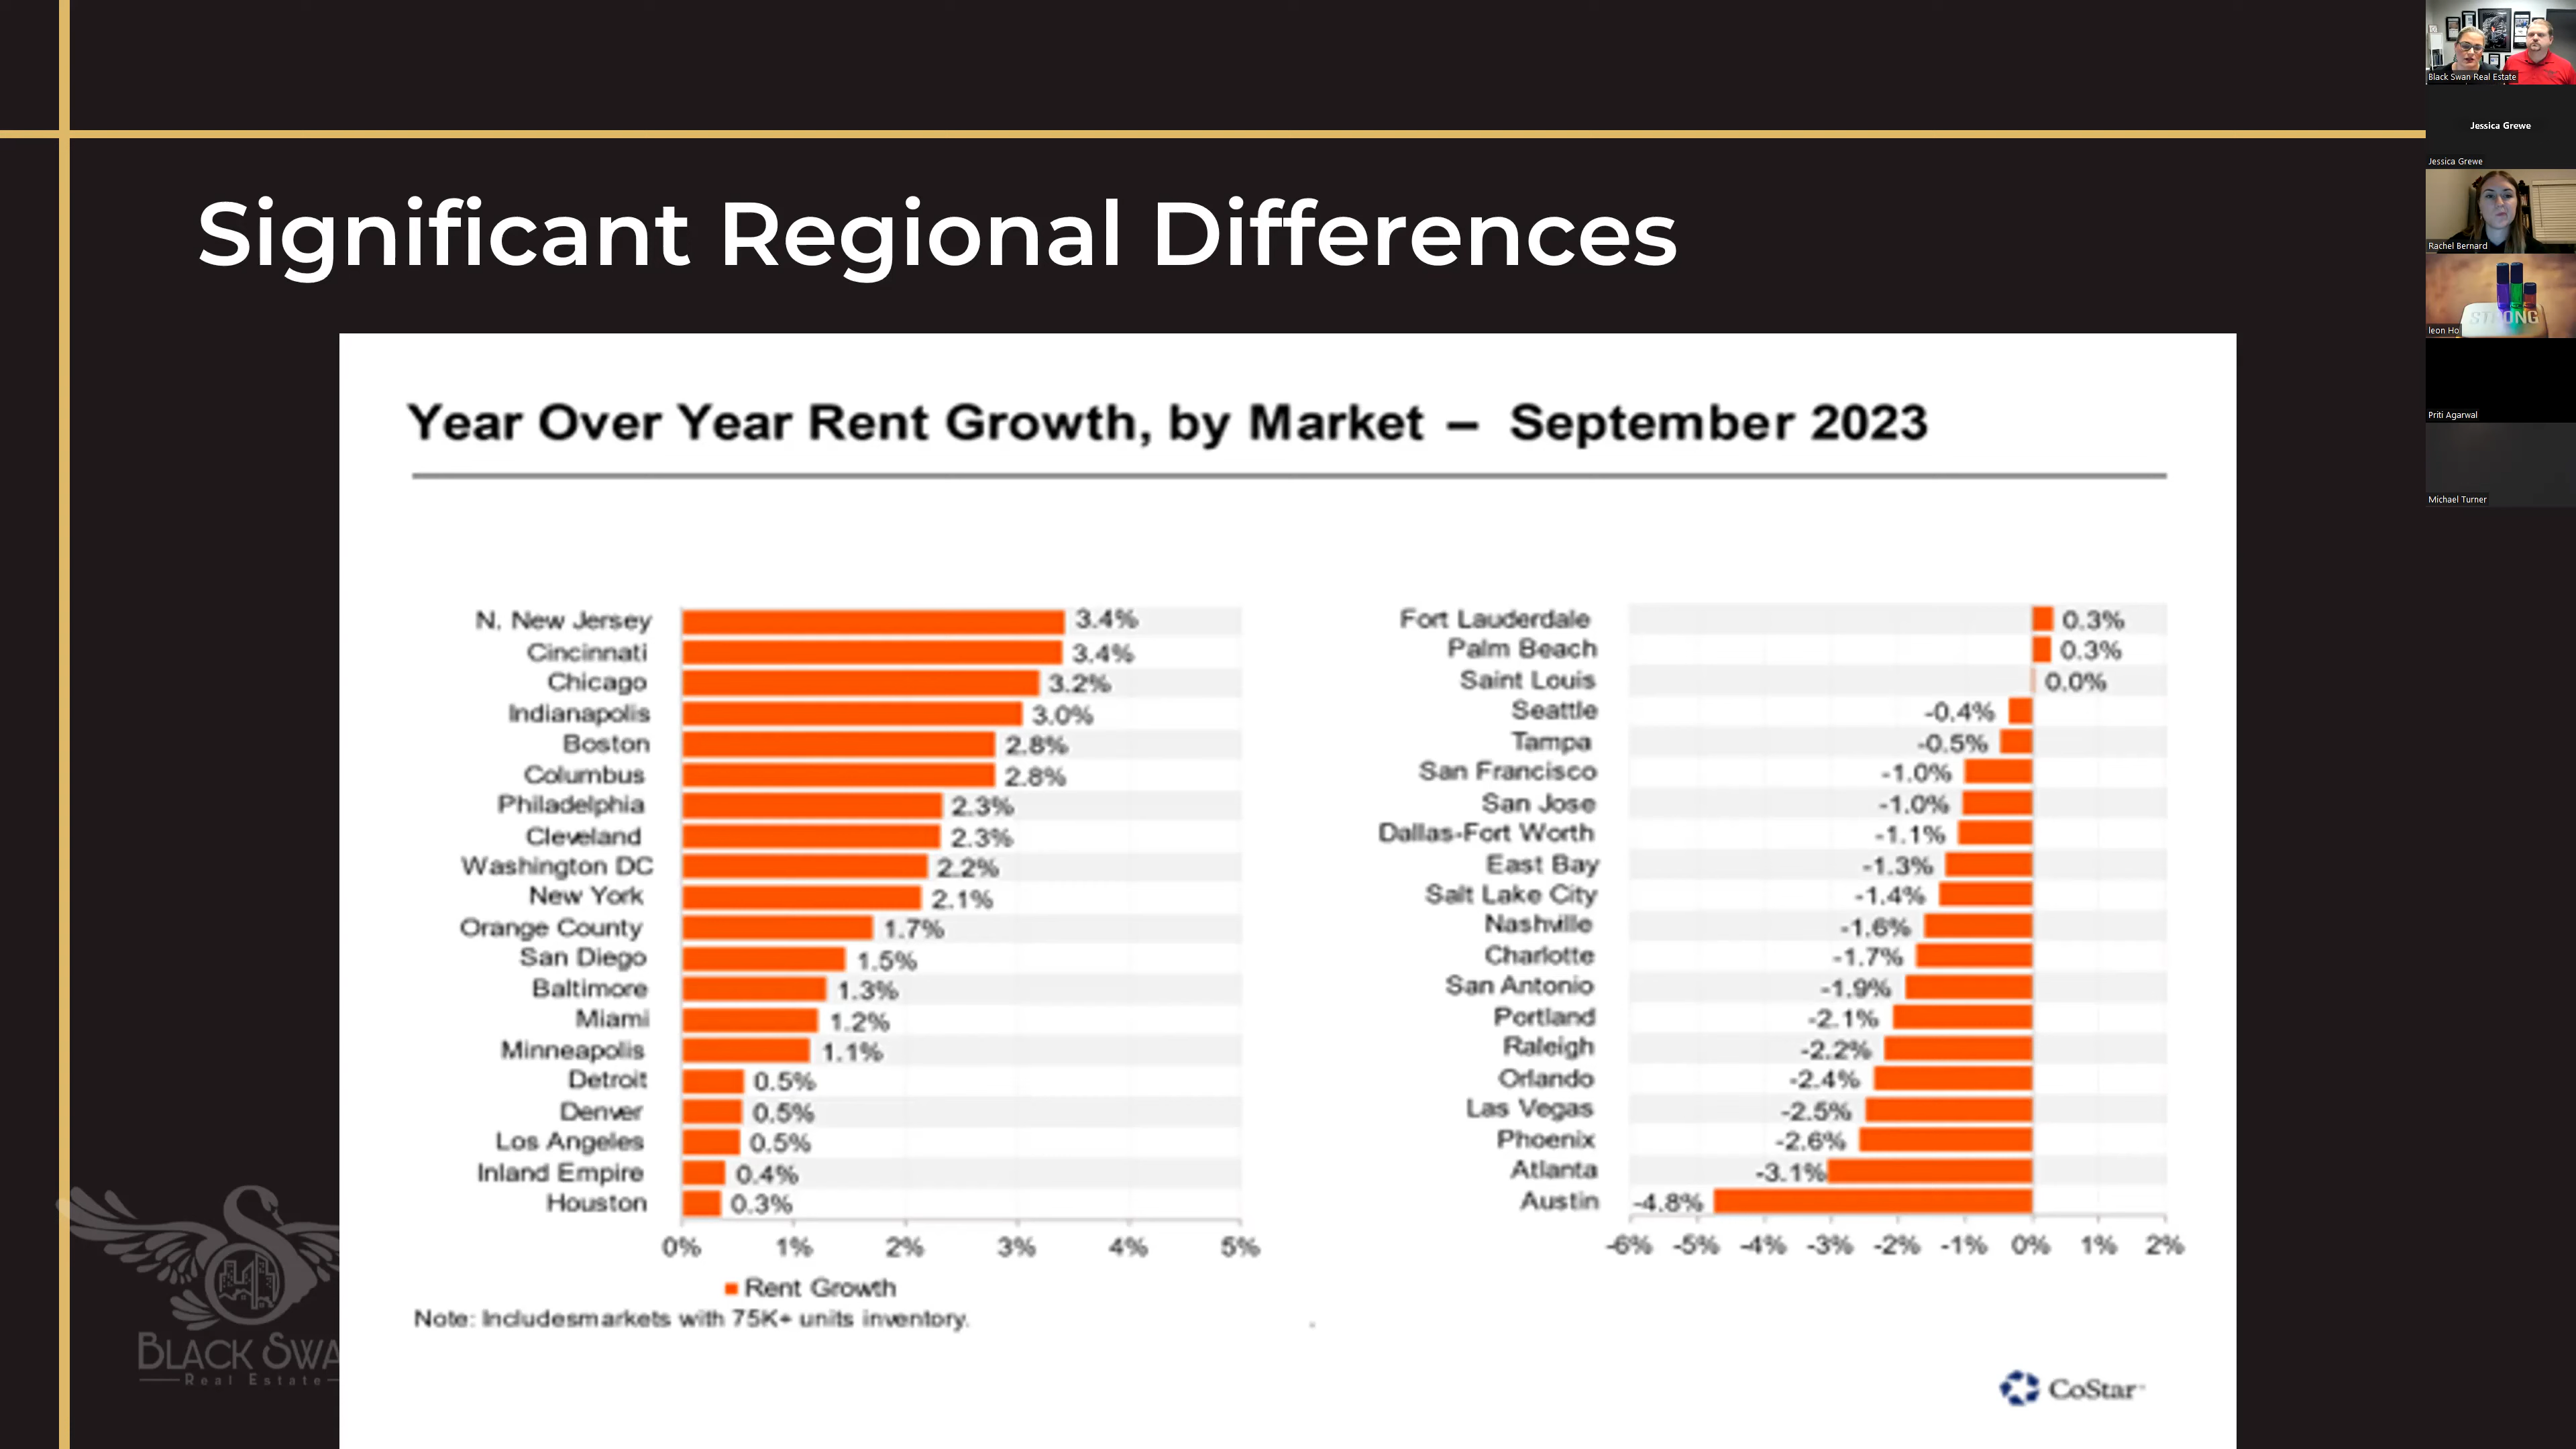 Significant Regional Differences
Year Over Year Rent Growth, by Market – September 2023
N. New Jersey 3.4%
Cincinnati 3.4%
Chicago 3.2%
Indianapolis 3.0%
Boston 2.8%
Columbus 2.8%
Philadelphia 2.3%
Cleveland 2.3%
Washington DC 2.2%
New York 2.1%
Orange County 1.7%
San Diego 1.5%
Baltimore 1.3%
Miami 1.2%
Minneapolis 1.1%
Detroit 0.5%
Denver 0.5%
Los Angeles 0.5%
Inland Empire 0.4%
Houston 0.3%
0% 1% 2% 3% 4% 5%
Rent Growth
Note: Includesmarkets with 75K+ units inventory.
Fort Lauderdale 0.3%
Palm Beach 0.3%
Saint Louis 0.0%
Seattle -0.4%
Tampa -0.5%
San Francisco -1.0%
San Jose -1.0%
Dallas-Fort Worth -1.1%
East Bay -1.3%
Salt Lake City -1.4%
Nashville -1.6%
Charlotte -1.7%
San Antonio -1.9%
Portland -2.1%
Raleigh -2.2%
Orlando -2.4%
Las Vegas -2.5%
Phoenix -2.6%
Atlanta -3.1%
Austin -4.8%
-6% -5% -4% -3% -2% -1% 0% 1% 2%
CoStar™
BLACK SWA
Real Estate
Black Swan Real Estate
Jessica Grewe
Jessica Grewe
Rachel Bernard
STRONG
leon Ho
Priti Agarwal
Michael Turner